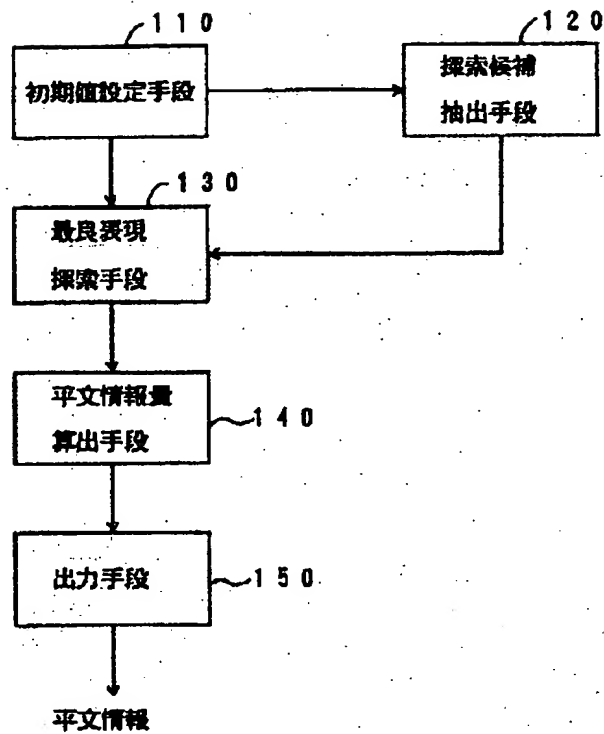 110
初期値設定手段
120
探索候補
抽出手段
130
最良表現
探索手段
平文情報量
算出手段
140
出力手段
150
平文情報